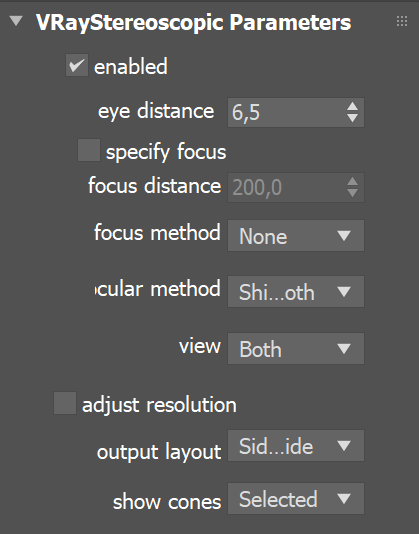 VRayStereoscopic Parameters
enabled
eye distance 6,5
specify focus
focus distance 200,0
focus method None
ocular method Shi...oth
view Both
adjust resolution
output layout Sid...ide
show cones Selected